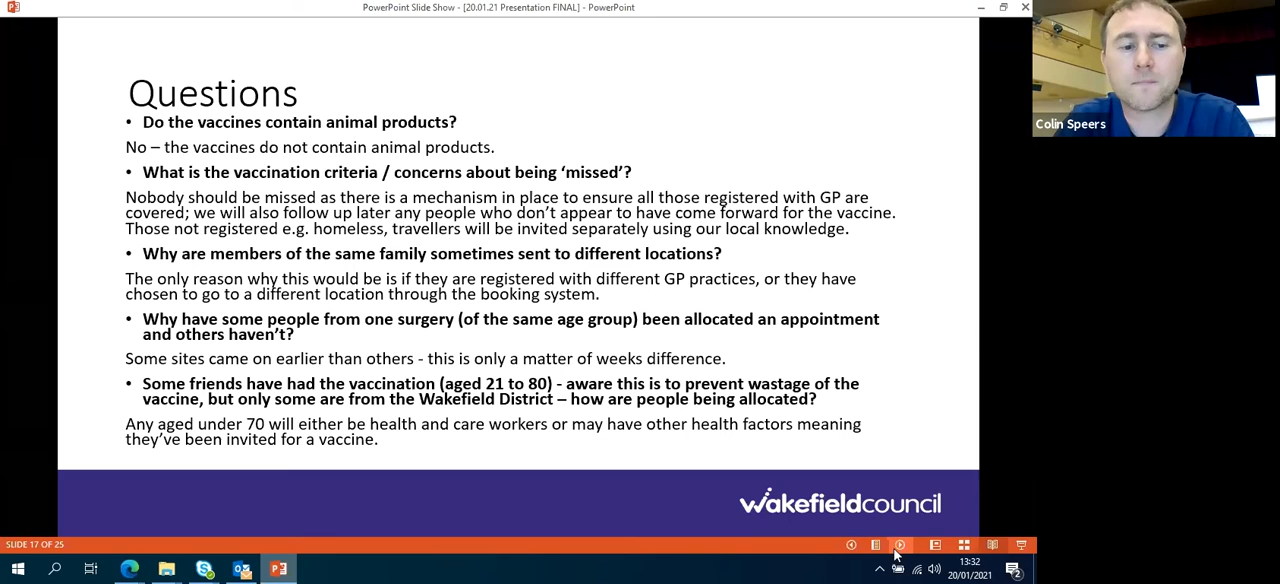 PowerPoint Slide Show - [20.01.21 Presentation FINAL] - PowerPoint
Questions
• Do the vaccines contain animal products?
No – the vaccines do not contain animal products.
• What is the vaccination criteria / concerns about being ‘missed’?
Nobody should be missed as there is a mechanism in place to ensure all those registered with GP are
covered; we will also follow up later any people who don’t appear to have come forward for the vaccine.
Those not registered e.g. homeless, travellers will be invited separately using our local knowledge.
• Why are members of the same family sometimes sent to different locations?
The only reason why this would be is if they are registered with different GP practices, or they have
chosen to go to a different location through the booking system.
• Why have some people from one surgery (of the same age group) been allocated an appointment
and others haven’t?
Some sites came on earlier than others - this is only a matter of weeks difference.
• Some friends have had the vaccination (aged 21 to 80) - aware this is to prevent wastage of the
vaccine, but only some are from the Wakefield District – how are people being allocated?
Any aged under 70 will either be health and care workers or may have other health factors meaning
they’ve been invited for a vaccine.
wakefieldcouncil
Colin Speers
SLIDE 17 OF 25
13:32
20/01/2021
2